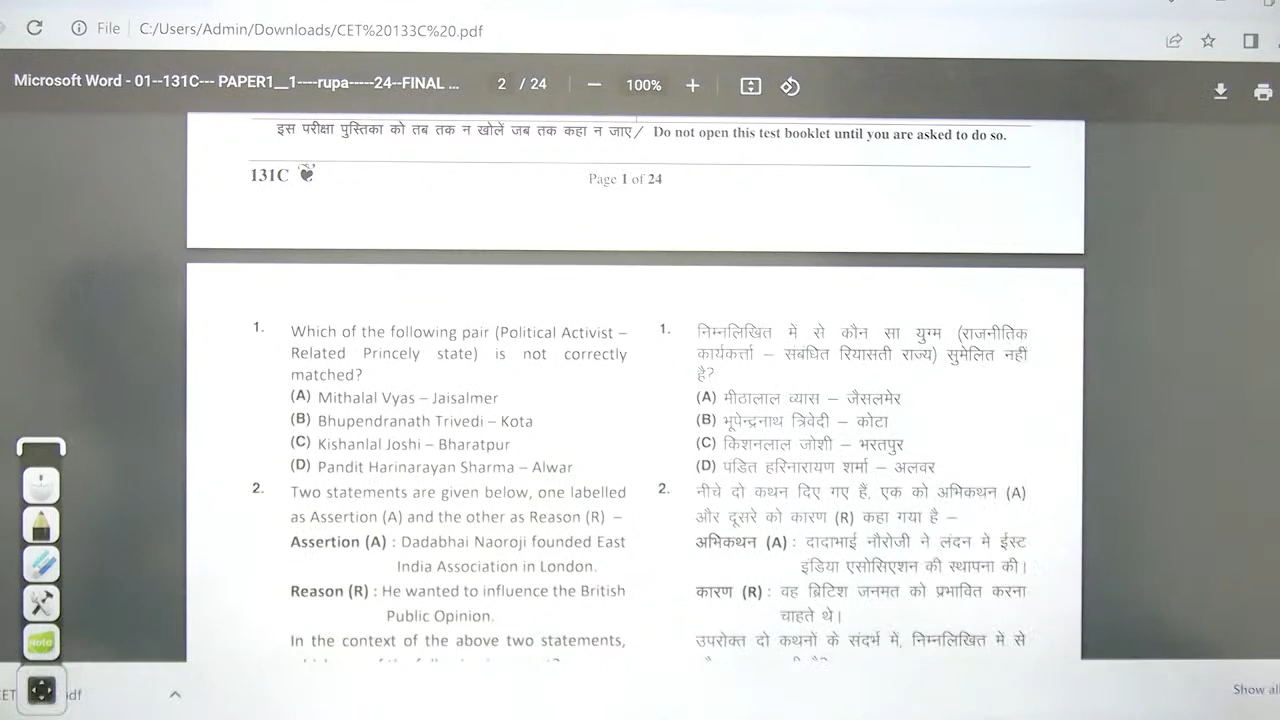 File C:/Users/Admin/Downloads/CET%20133C%20.pdf
Microsoft Word - 01--131C--- PAPER1__1----rupa-----24--FINAL ... 2 / 24 100%
इस परीक्षा पुस्तिका को तब तक न खोलें जब तक कहा न जाए/ Do not open this test booklet until you are asked to do so.
131C Page 1 of 24
1. Which of the following pair (Political Activist –
Related Princely state) is not correctly
matched?
(A) Mithalal Vyas – Jaisalmer
(B) Bhupendranath Trivedi – Kota
(C) Kishanlal Joshi – Bharatpur
(D) Pandit Harinarayan Sharma – Alwar
2. Two statements are given below, one labelled
as Assertion (A) and the other as Reason (R) –
Assertion (A) : Dadabhai Naoroji founded East
India Association in London.
Reason (R) : He wanted to influence the British
Public Opinion.
In the context of the above two statements,
1. निम्नलिखित में से कौन सा युग्म (राजनीतिक
कार्यकर्त्ता – संबंधित रियासती राज्य) सुमेलित नहीं
है?
(A) मीठालाल व्यास – जैसलमेर
(B) भूपेन्द्रनाथ त्रिवेदी – कोटा
(C) किशनलाल जोशी – भरतपुर
(D) पंडित हरिनारायण शर्मा – अलवर
2. नीचे दो कथन दिए गए हैं, एक को अभिकथन (A)
और दूसरे को कारण (R) कहा गया है –
अभिकथन (A) : दादाभाई नौरोजी ने लंदन में ईस्ट
इंडिया एसोसिएशन की स्थापना की।
कारण (R) : वह ब्रिटिश जनमत को प्रभावित करना
चाहते थे।
उपरोक्त दो कथनों के संदर्भ में, निम्नलिखित में से
Note
Show all